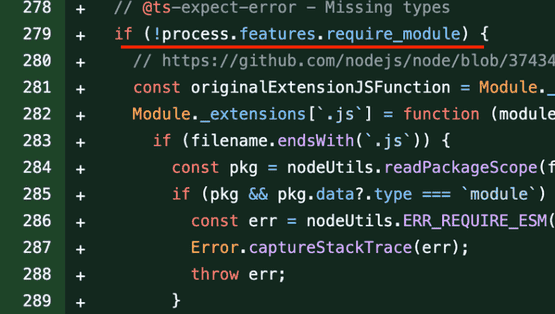 278 + // @ts-expect-error - Missing types
279 + if (!process.features.require_module) {
280 + // https://github.com/nodejs/node/blob/37434
281 + const originalExtensionJSFunction = Module._
282 + Module._extensions[`.js`] = function (module
283 + if (filename.endsWith(`.js`)) {
284 + const pkg = nodeUtils.readPackageScope(f
285 + if (pkg && pkg.data?.type === `module`)
286 + const err = nodeUtils.ERR_REQUIRE_ESM(
287 + Error.captureStackTrace(err);
288 + throw err;
289 + }